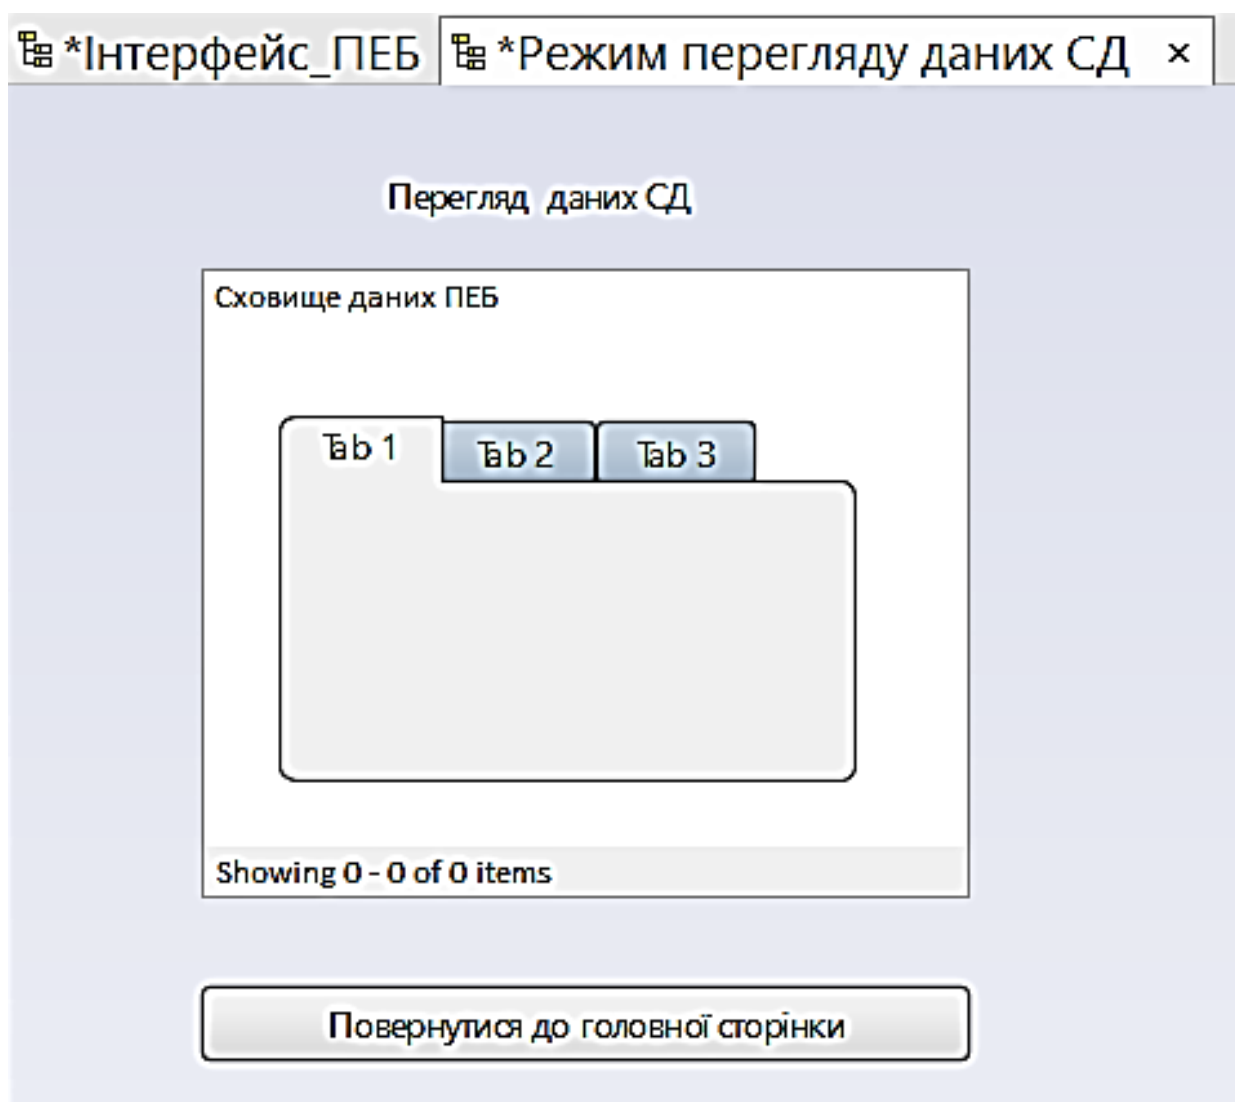 *Інтерфейс_ПЕБ *Режим перегляду даних СД ×
Перегляд даних СД
Сховище даних ПЕБ
Tab 1 Tab 2 Tab 3
Showing 0 - 0 of 0 items
Повернутися до головної сторінки